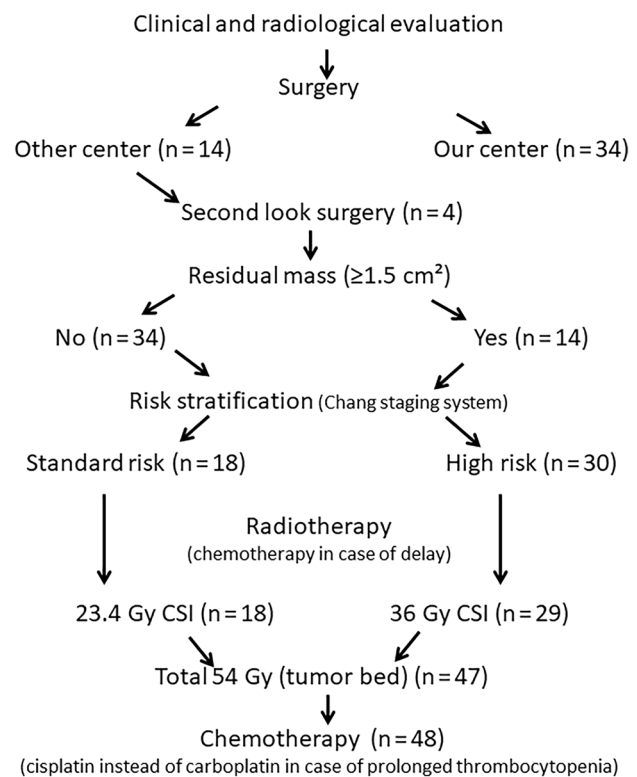 Clinical and radiological evaluation
Surgery
Other center (n=14)
Our center (n=34)
Second look surgery (n=4)
Residual mass (≥1.5 cm²)
No (n=34)
Yes (n=14)
Risk stratification (Chang staging system)
Standard risk (n=18)
High risk (n=30)
Radiotherapy
(chemotherapy in case of delay)
23.4 Gy CSI (n=18)
36 Gy CSI (n=29)
Total 54 Gy (tumor bed) (n=47)
Chemotherapy (n=48)
(cisplatin instead of carboplatin in case of prolonged thrombocytopenia)